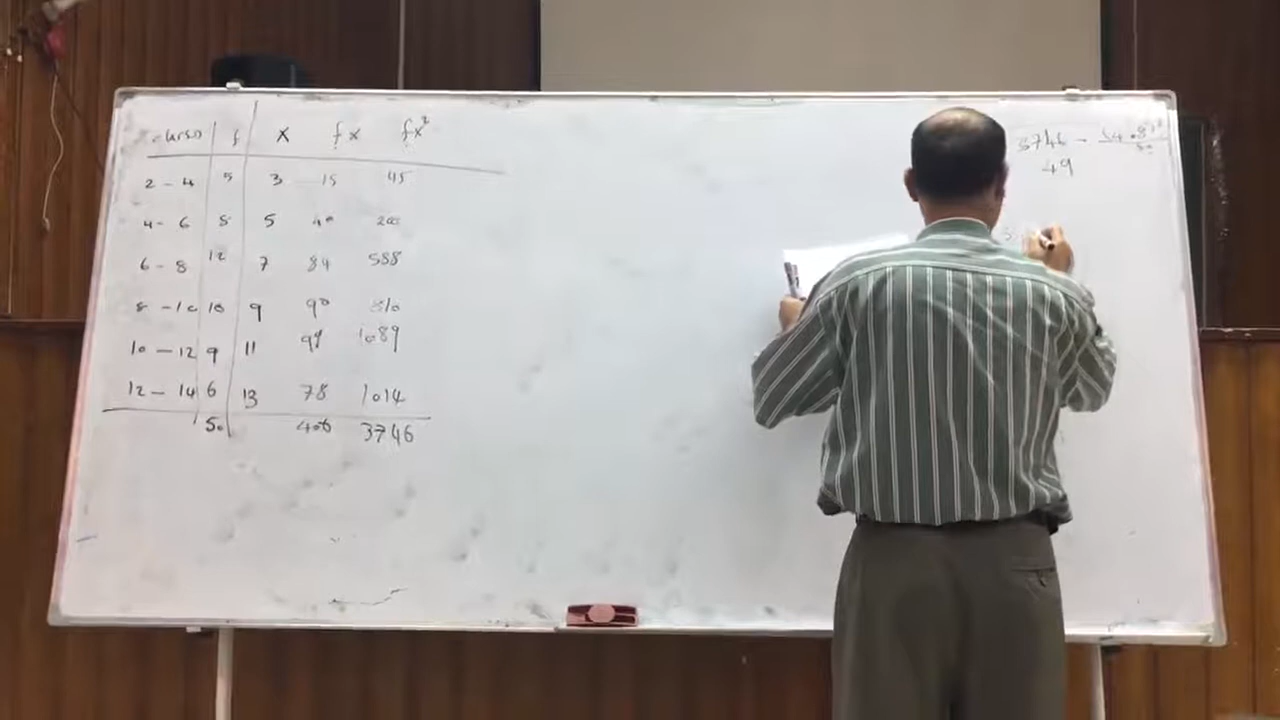 f x fx fx²
2 - 4 5 3 15 45
4 - 6 8 5 40 200
6 - 8 12 7 84 588
8 - 10 10 9 90 810
10 - 12 9 11 99 1089
12 - 14 6 13 78 1014
50 406 3746
3746 -
49